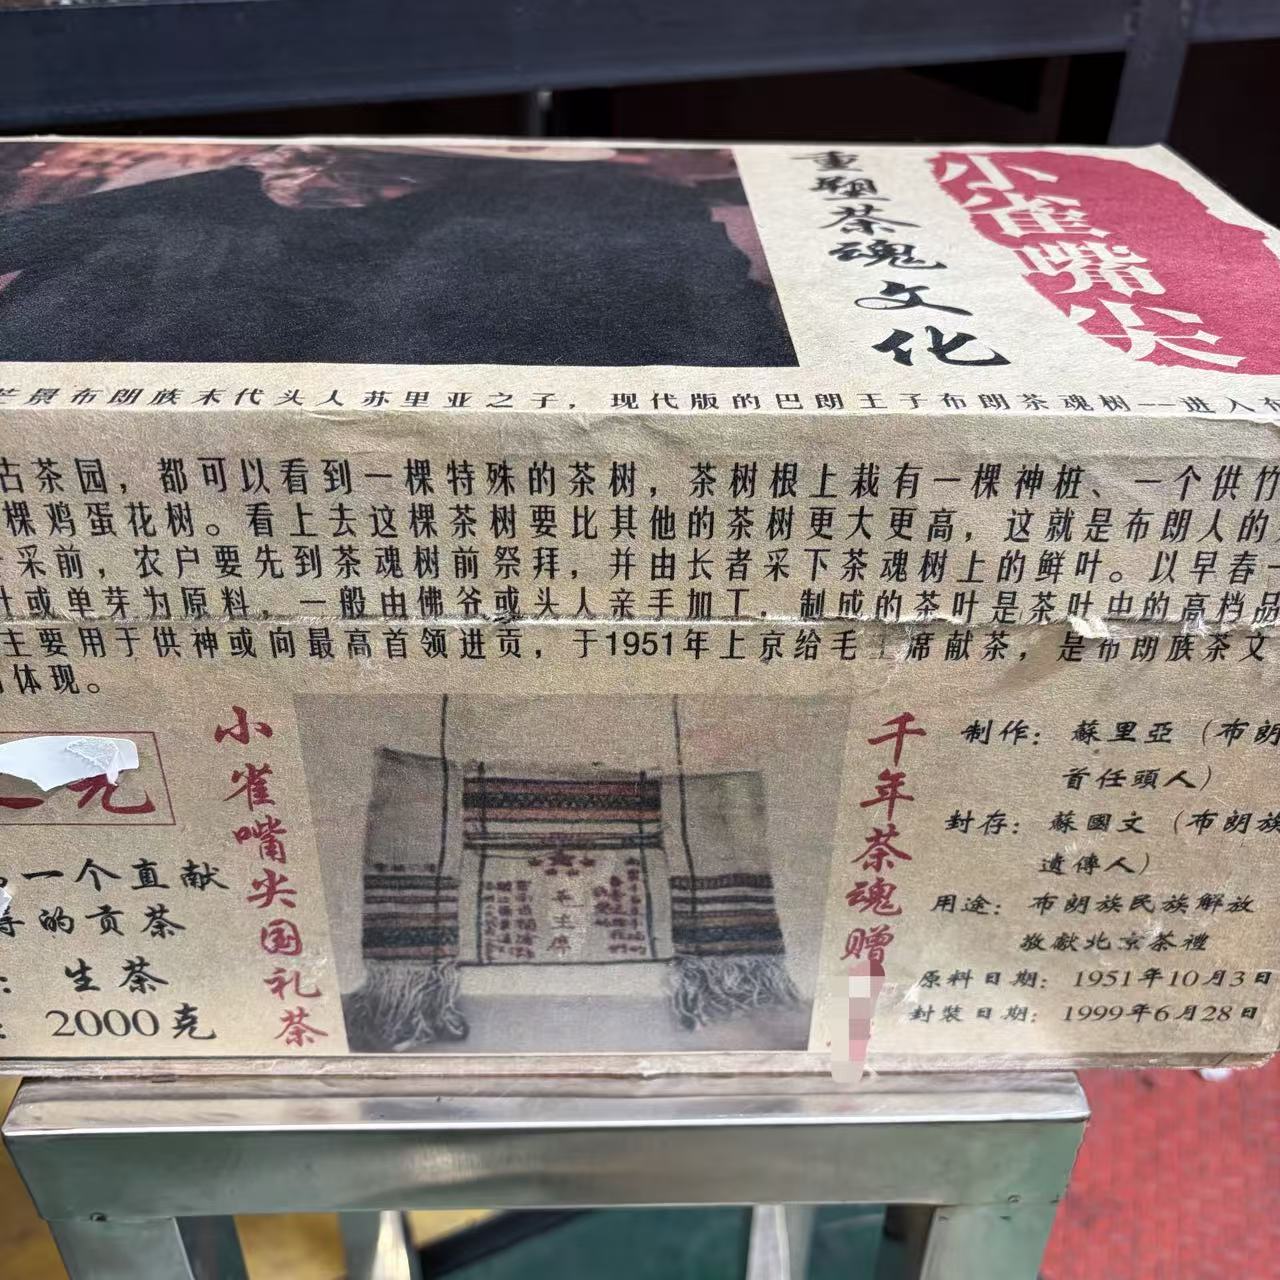 重塑茶魂文化
小雀嘴尖
芒景布朗族末代头人苏里亚之子，现代版的巴朗王子布朗茶魂树——进入
古茶园，都可以看到一棵特殊的茶树，茶树根上栽有一棵神桩、一个供竹
棵鸡蛋花树。看上去这棵茶树要比其他的茶树更大更高，这就是布朗人的
采前，农户要先到茶魂树前祭拜，并由长者采下茶魂树上的鲜叶。以早春一
叶或单芽为原料，一般由佛爷或头人亲手加工，制成的茶叶是茶叶中的高档品
主要用于供神或向最高首领进贡，于1951年上京给毛主席献茶，是布朗族茶文
体现。
元
一个直献
的贡茶
：生茶
：2000克
小雀嘴尖国礼茶
毛主席
千年茶魂赠
制作：蘇里亞（布朗
首任頭人）
封存：蘇國文（布朗族
遺傳人）
用途：布朗族民族解放
敬獻北京茶禮
原料日期：1951年10月3日
封裝日期：1999年6月28日